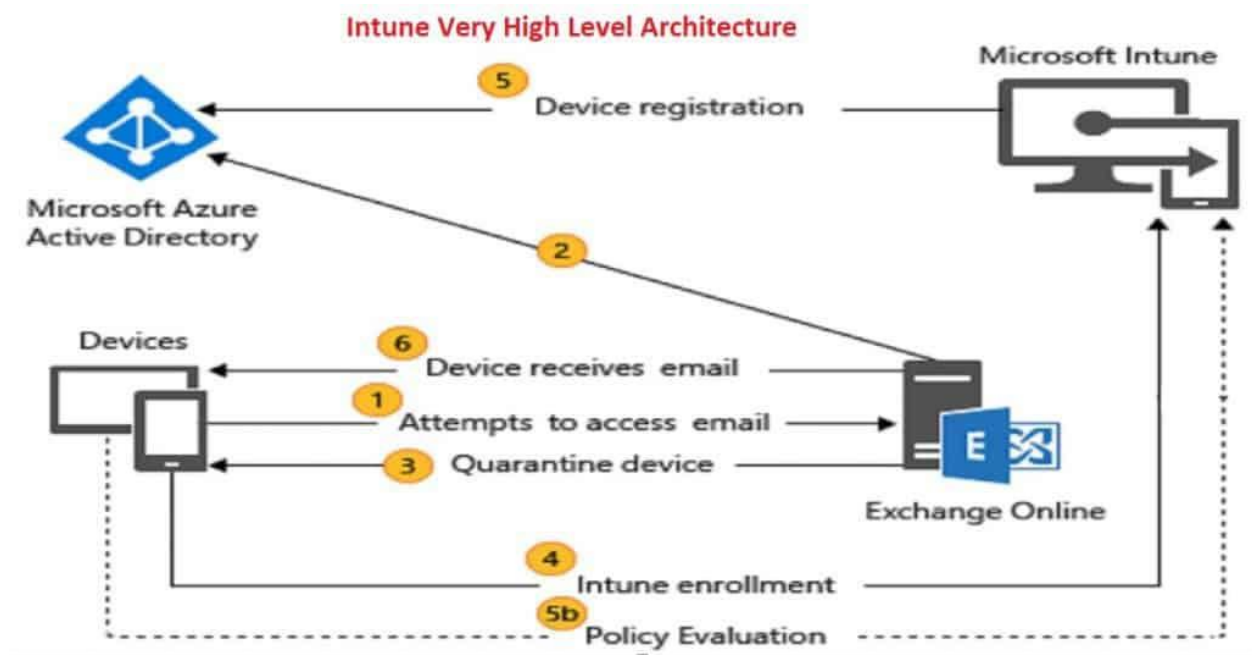 Intune Very High Level Architecture
Microsoft Intune
5
Device registration
Microsoft Azure
Active Directory
2
Devices
6
Device receives email
1
Attempts to access email
3
Quarantine device
E
Exchange Online
4
Intune enrollment
5b
Policy Evaluation